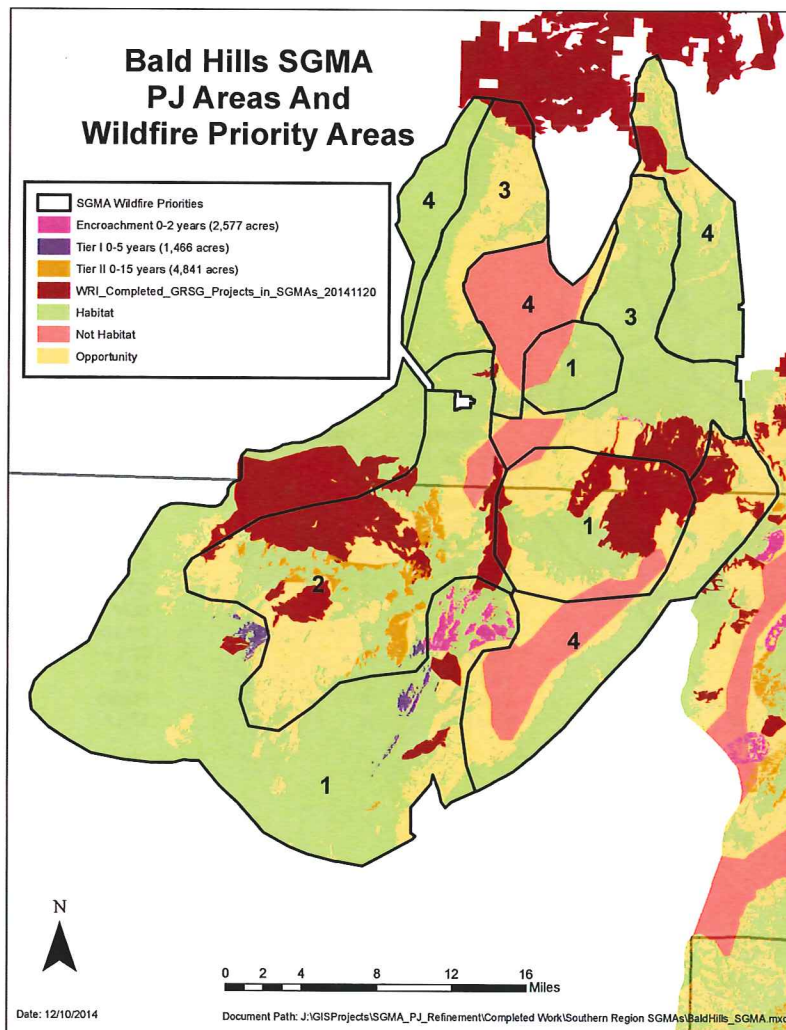 Bald Hills SGMA
PJ Areas And
Wildfire Priority Areas
SGMA Wildfire Priorities
Encroachment 0-2 years (2,577 acres)
Tier I 0-5 years (1,466 acres)
Tier II 0-15 years (4,841 acres)
WRI_Completed_GRSG_Projects_in_SGMAs_20141120
Habitat
Not Habitat
Opportunity
4
3
4
4
3
1
1
2
4
1
N
0 2 4 8 12 16
Miles
Date: 12/10/2014
Document Path: J:\GISProjects\SGMA_PJ_Refinement\Completed Work\Southern Region SGMAs\BaldHills_SGMA.mxd